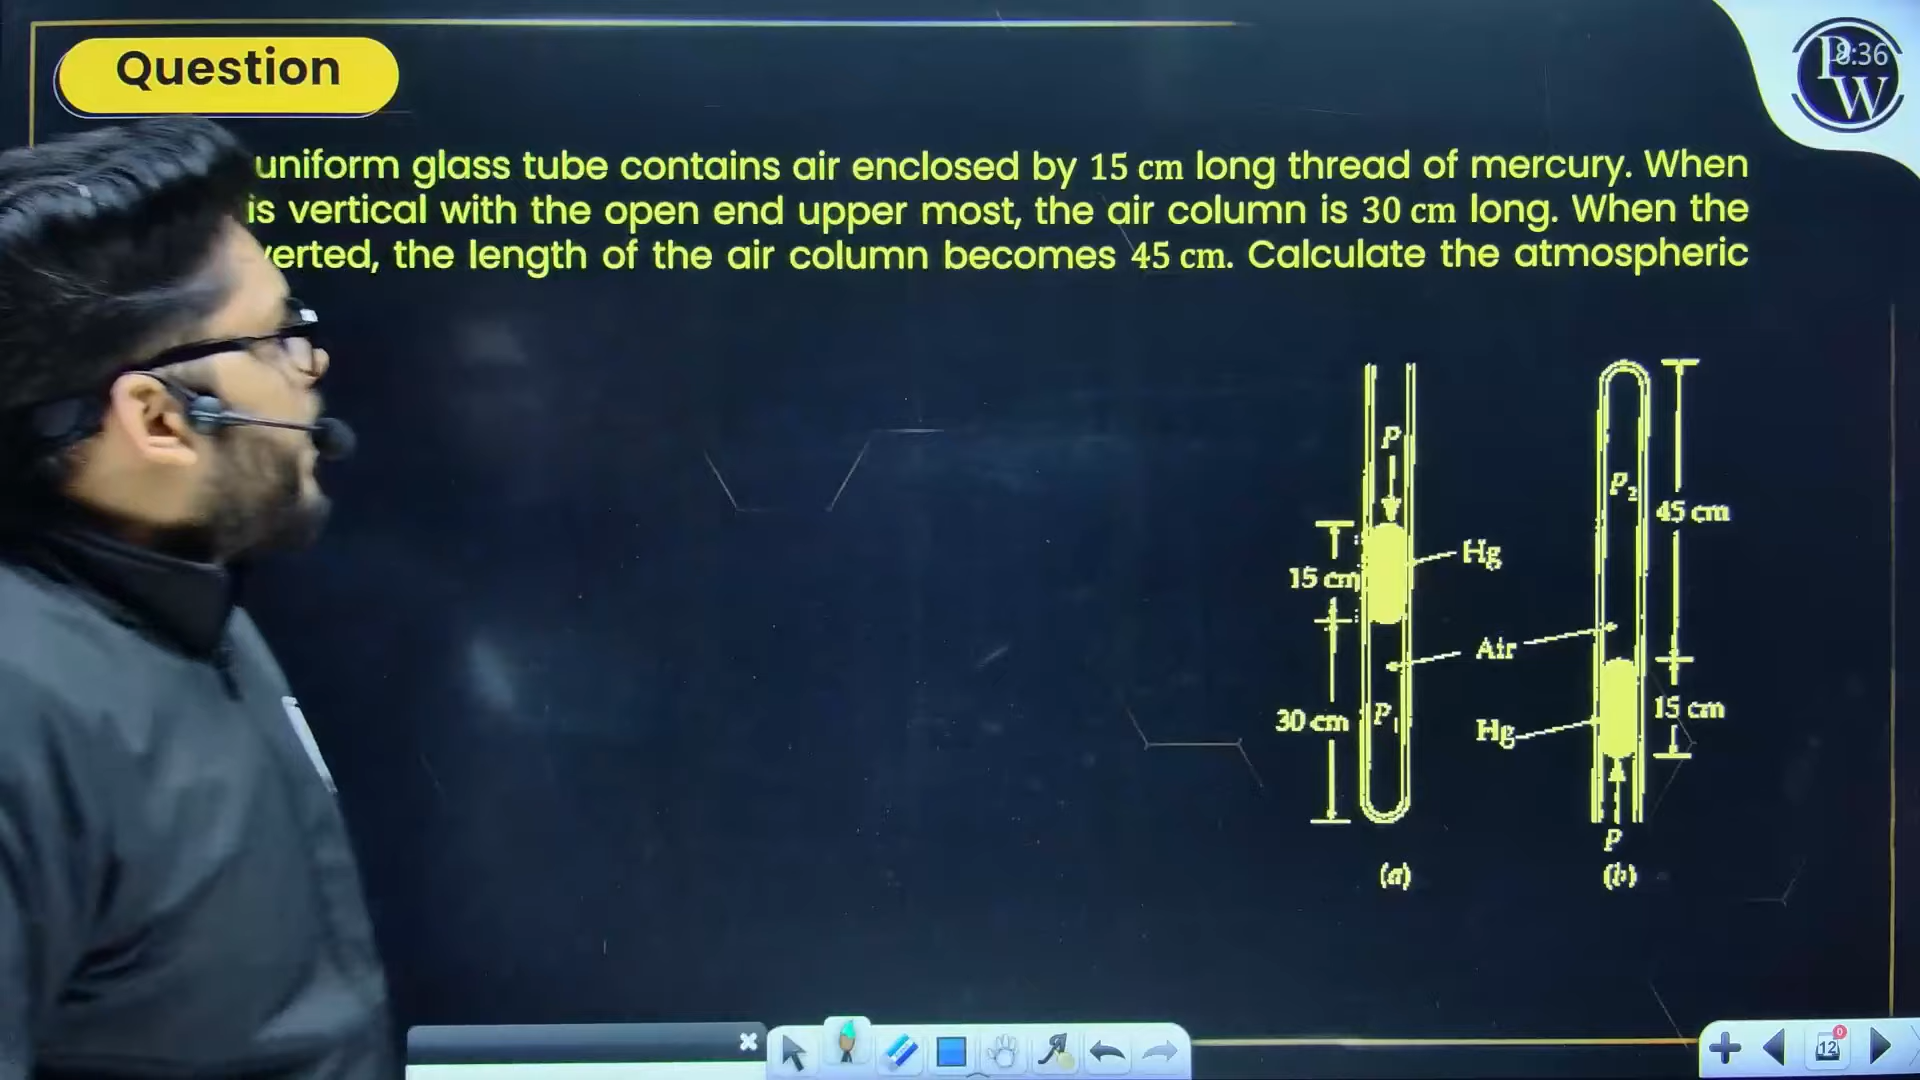 Question
8:36
PW
uniform glass tube contains air enclosed by 15 cm long thread of mercury. When
is vertical with the open end upper most, the air column is 30 cm long. When the
verted, the length of the air column becomes 45 cm. Calculate the atmospheric
P
P₂
45 cm
Hg
15 cm
Air
15 cm
30 cm
P₁
Hg
P
(a)
(b)
0
12